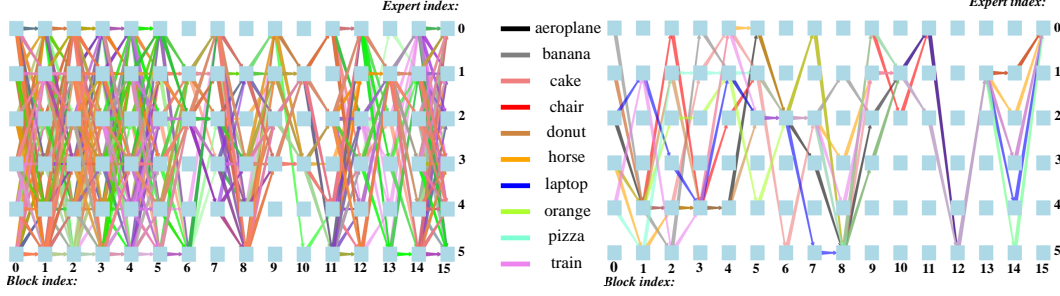 Expert index:
0
1
2
3
4
5
0 1 2 3 4 5 6 7 8 9 10 11 12 13 14 15
Block index:
aeroplane
banana
cake
chair
donut
horse
laptop
orange
pizza
train
Expert index:
0
1
2
3
4
5
0 1 2 3 4 5 6 7 8 9 10 11 12 13 14 15
Block index: